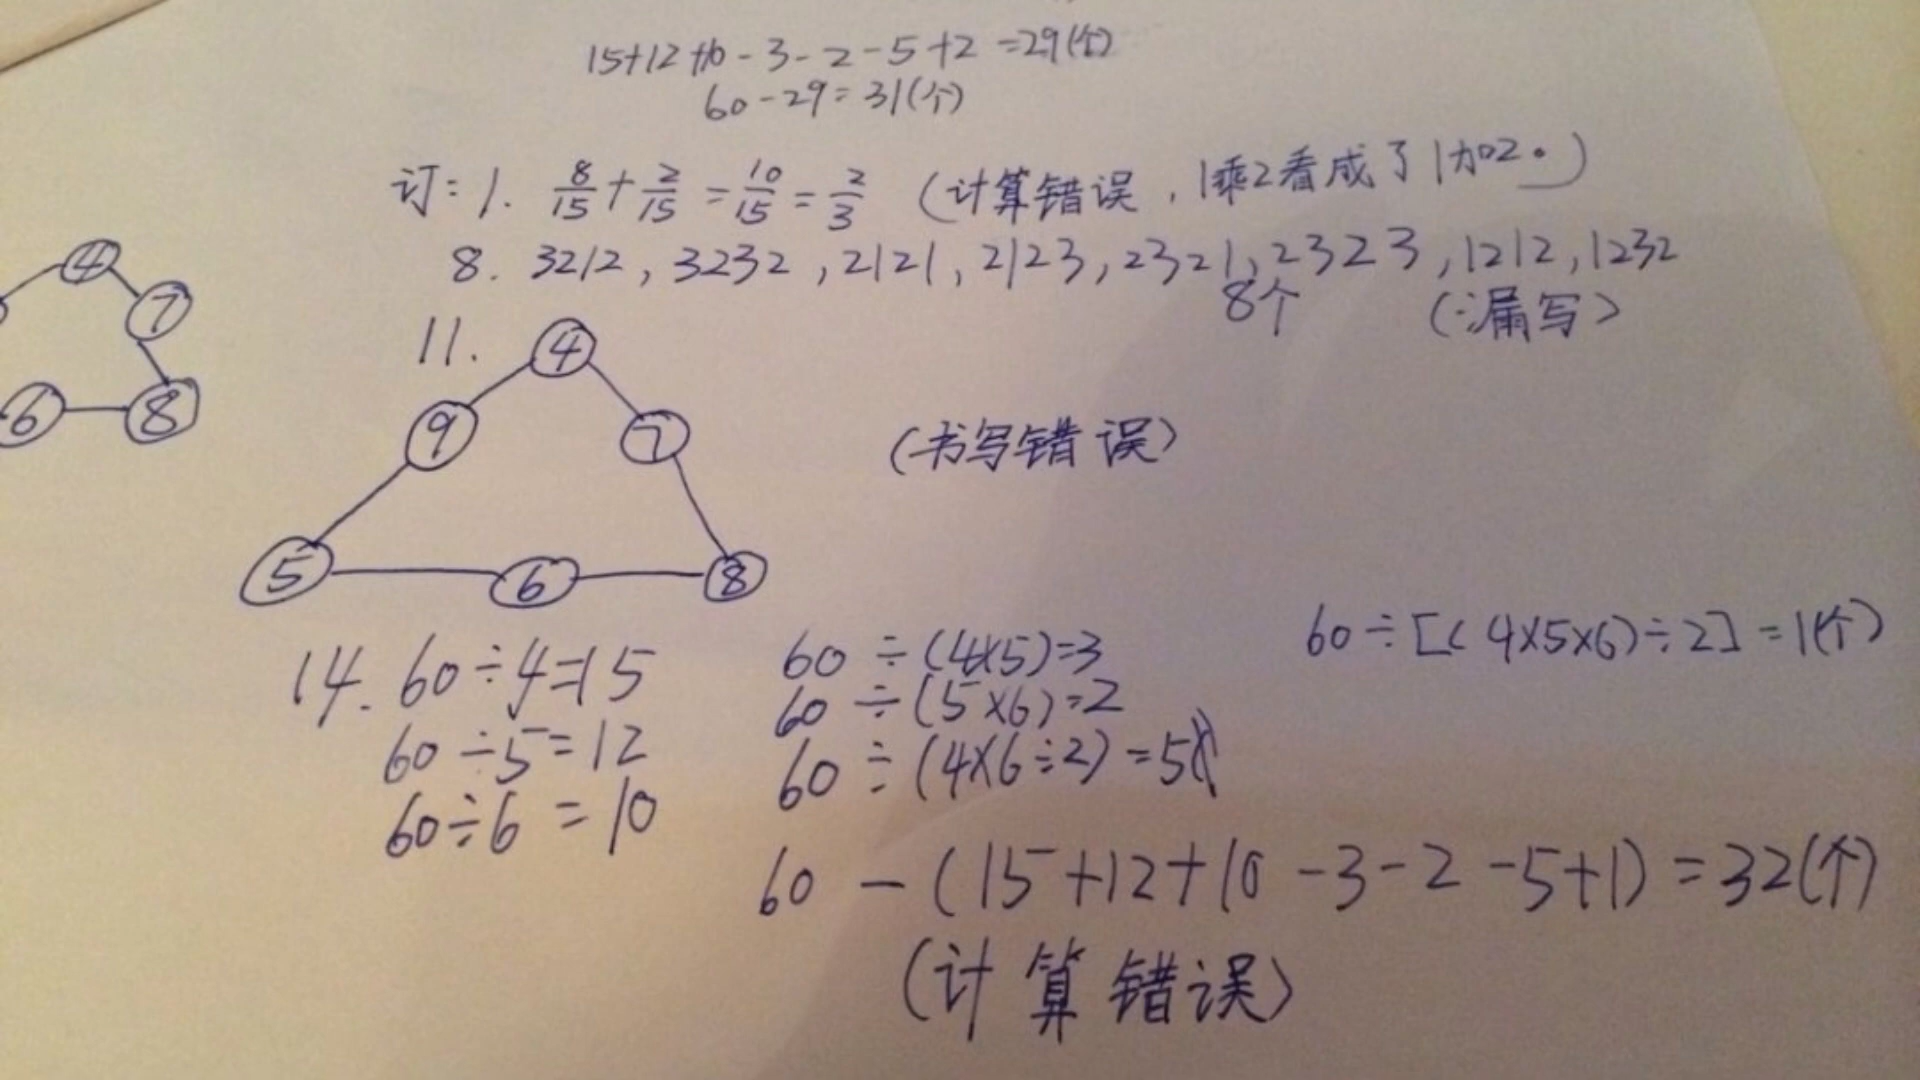 15+12+10-3-2-5+2=29(个)
60-29=31(个)
订:1. 8/15+2/15=10/15=2/3 (计算错误,1乘2看成了1加2。)
8. 3212,3232,2121,2123,2321,2323,1212,1232
8个 (漏写)
11.
4
9 7
5 6 8
(书写错误)
4
7
6 8
14. 60÷4=15 60÷(4×5)=3 60÷[(4×5×6)÷2]=1(个)
60÷5=12 60÷(5×6)=2
60÷6=10 60÷(4×6÷2)=5
60-(15+12+10-3-2-5+1)=32(个)
(计算错误)